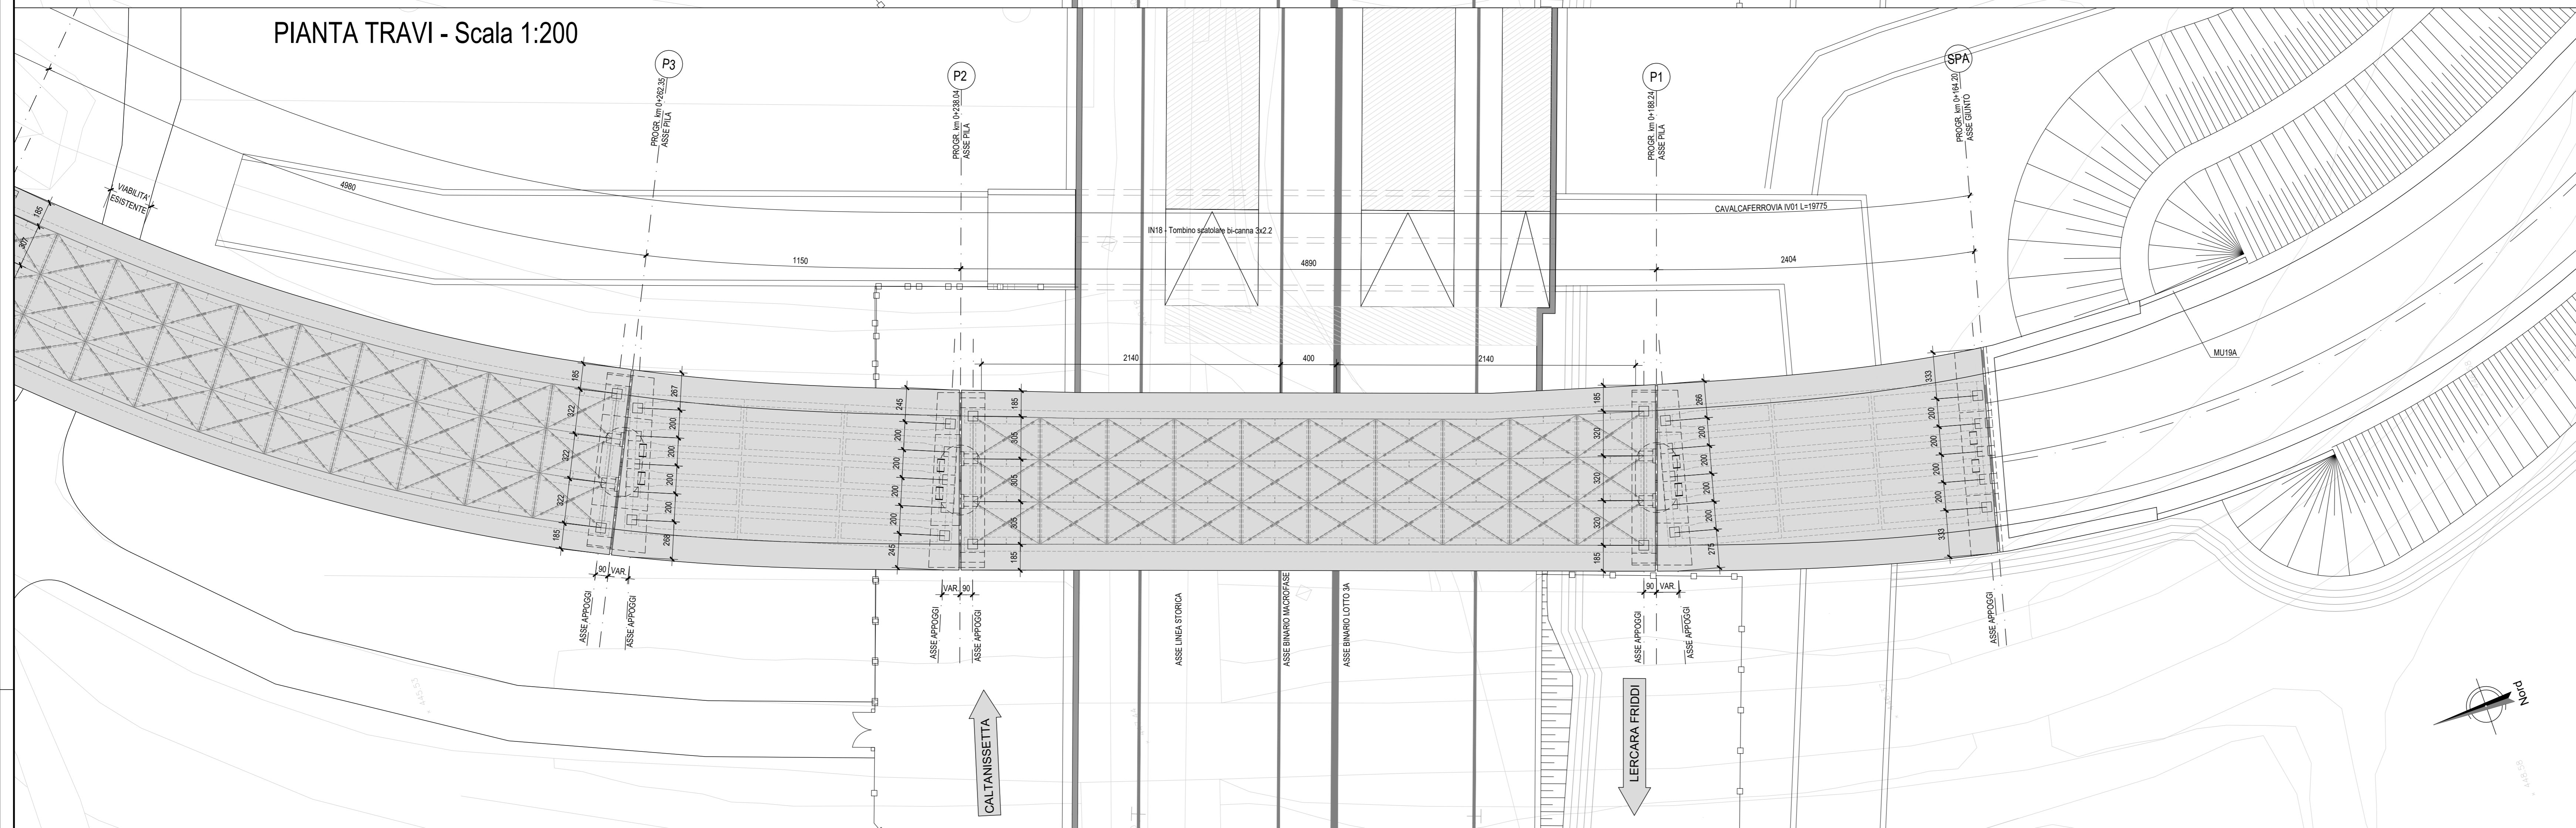 PIANTA TRAVI - Scala 1:200
P3
PROGR. km 0+262.35
ASSE PILA
P2
PROGR. km 0+238.04
ASSE PILA
P1
PROGR. km 0+188.24
ASSE PILA
SPA
PROGR. km 0+164.20
ASSE GIUNTO
VIABILITA'
ESISTENTE
4980
1150
4890
2404
CAVALCAFERROVIA IV01 L=19775
IN18 - Tombino scatolare bi-canna 3x2.2
MU19A
2140
400
2140
185
307
185
322
322
322
185
267
200
200
200
200
268
245
200
200
200
200
245
185
305
305
305
185
185
320
320
320
185
266
200
200
200
200
275
333
200
200
200
200
333
90
VAR.
VAR.
90
90
VAR.
ASSE APPOGGI
ASSE APPOGGI
ASSE APPOGGI
ASSE APPOGGI
ASSE LINEA STORICA
ASSE BINARIO MACROFASE
ASSE BINARIO LOTTO 3A
ASSE APPOGGI
ASSE APPOGGI
ASSE APPOGGI
CALTANISSETTA
LERCARA FRIDDI
Nord